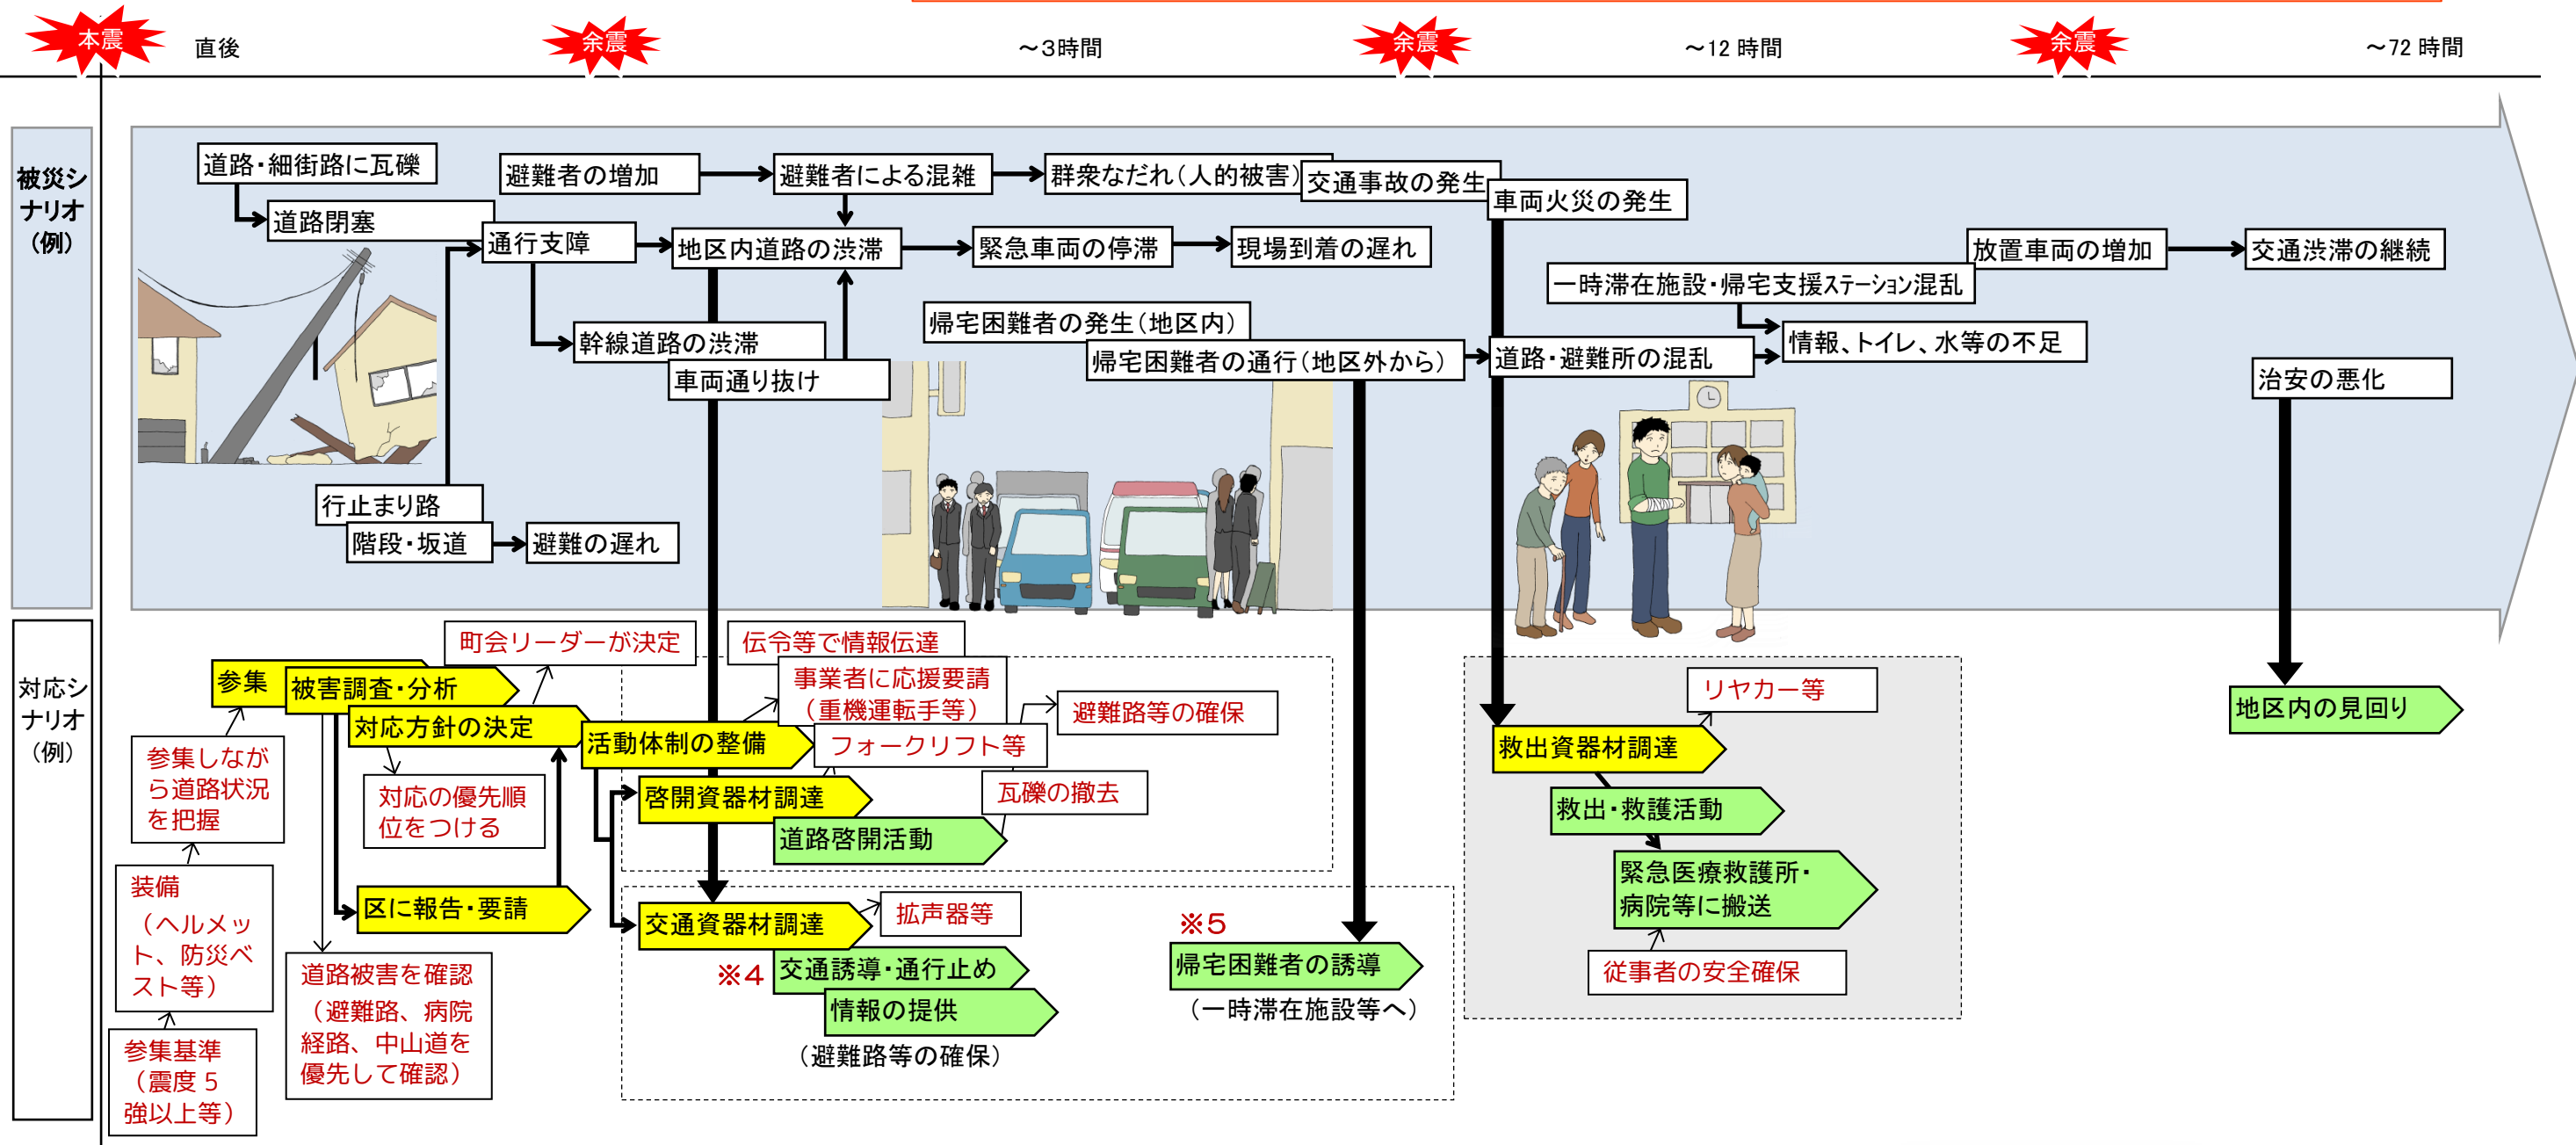 本震
直後
余震
～3時間
余震
～12 時間
余震
～72 時間
被災シ
ナリオ
（例）
道路・細街路に瓦礫
道路閉塞
避難者の増加
避難者による混雑
群衆なだれ（人的被害）
交通事故の発生
車両火災の発生
通行支障
地区内道路の渋滞
緊急車両の停滞
現場到着の遅れ
放置車両の増加
交通渋滞の継続
一時滞在施設・帰宅支援ステーション混乱
幹線道路の渋滞
車両通り抜け
帰宅困難者の発生（地区内）
帰宅困難者の通行（地区外から）
道路・避難所の混乱
情報、トイレ、水等の不足
治安の悪化
行止まり路
階段・坂道
避難の遅れ
対応シ
ナリオ
（例）
町会リーダーが決定
伝令等で情報伝達
参集
被害調査・分析
対応方針の決定
活動体制の整備
事業者に応援要請
（重機運転手等）
避難路等の確保
フォークリフト等
瓦礫の撤去
啓開資器材調達
道路啓開活動
参集しなが
ら道路状況
を把握
対応の優先順
位をつける
装備
（ヘルメッ
ト、防災ベ
スト等）
区に報告・要請
道路被害を確認
（避難路、病院
経路、中山道を
優先して確認）
参集基準
（震度 5
強以上等）
交通資器材調達
拡声器等
※4
交通誘導・通行止め
情報の提供
（避難路等の確保）
※5
帰宅困難者の誘導
（一時滞在施設等へ）
リヤカー等
救出資器材調達
救出・救護活動
緊急医療救護所・
病院等に搬送
従事者の安全確保
地区内の見回り